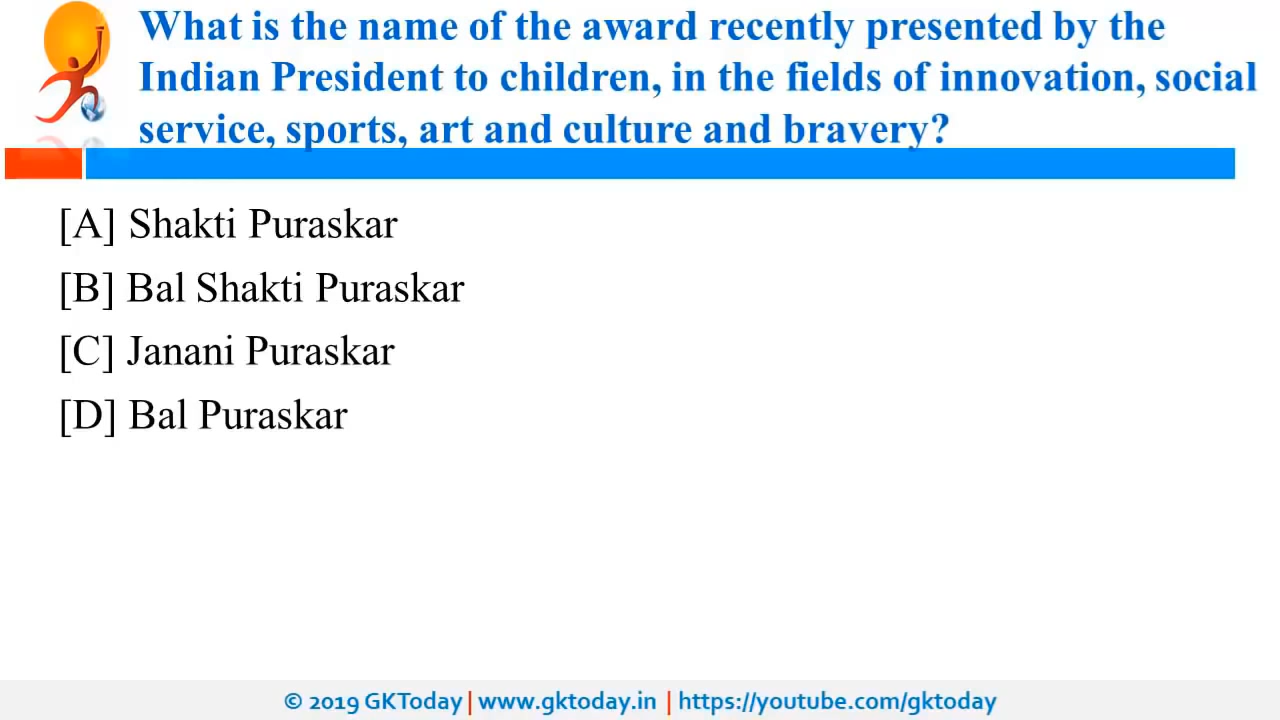 What is the name of the award recently presented by the
Indian President to children, in the fields of innovation, social
service, sports, art and culture and bravery?
[A] Shakti Puraskar
[B] Bal Shakti Puraskar
[C] Janani Puraskar
[D] Bal Puraskar
© 2019 GKToday | www.gktoday.in | https://youtube.com/gktoday